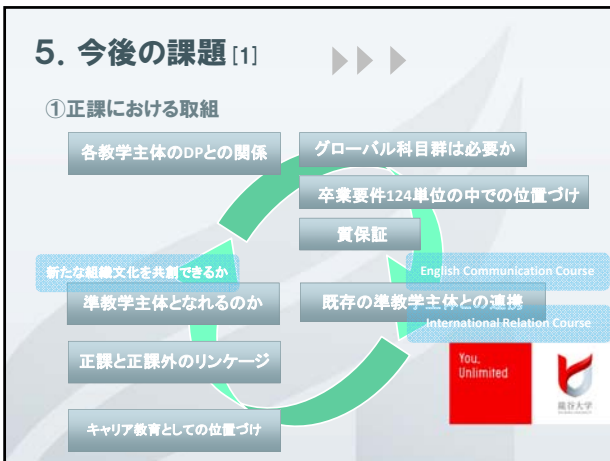 5. 今後の課題[1]
①正課における取組
各教学主体のDPとの関係
グローバル科目群は必要か
卒業要件124単位の中での位置づけ
質保証
新たな組織文化を共創できるか
English Communication Course
準教学主体となれるのか
既存の準教学主体との連携
International Relation Course
正課と正課外のリンケージ
You,
Unlimited
龍谷大学
キャリア教育としての位置づけ